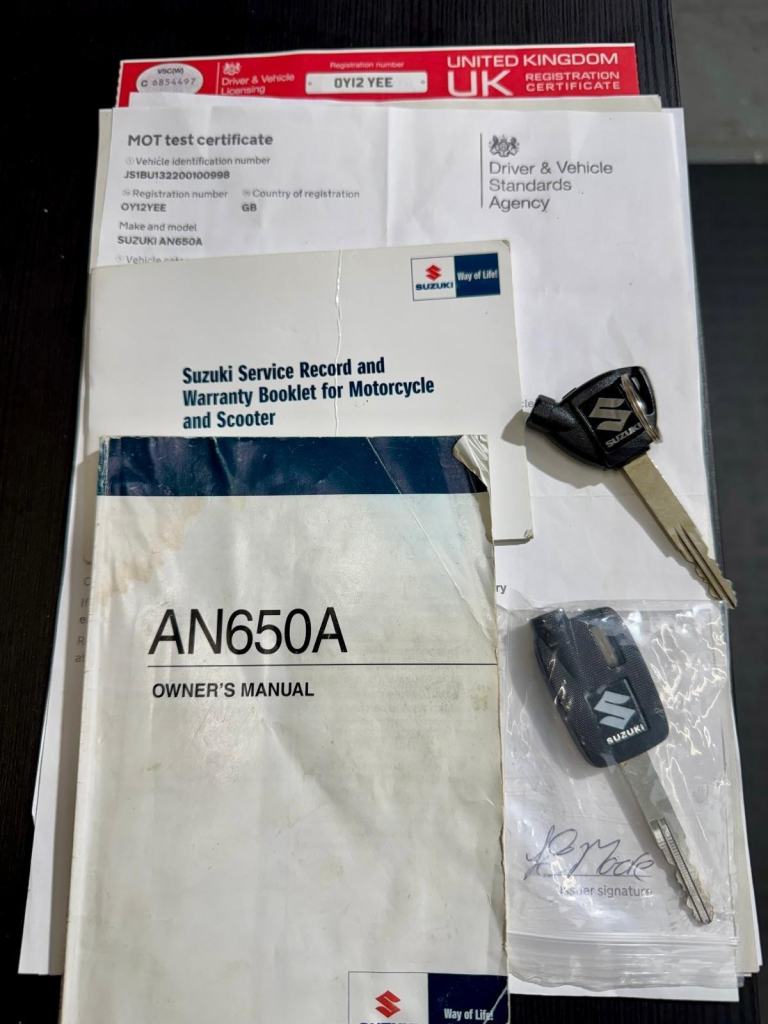 V5C(W)
C 6854497
Driver & Vehicle
Licensing
Registration number
OY12 YEE
UNITED KINGDOM
UK
REGISTRATION
CERTIFICATE
MOT test certificate
Vehicle identification number
JS1BU132200100998
Registration number
Country of registration
OY12YEE
GB
Make and model
SUZUKI AN650A
Driver & Vehicle
Standards
Agency
SUZUKI
Way of Life!
Suzuki Service Record and
Warranty Booklet for Motorcycle
and Scooter
SUZUKI
AN650A
OWNER'S MANUAL
SUZUKI
Issuer signature
Way of Life!